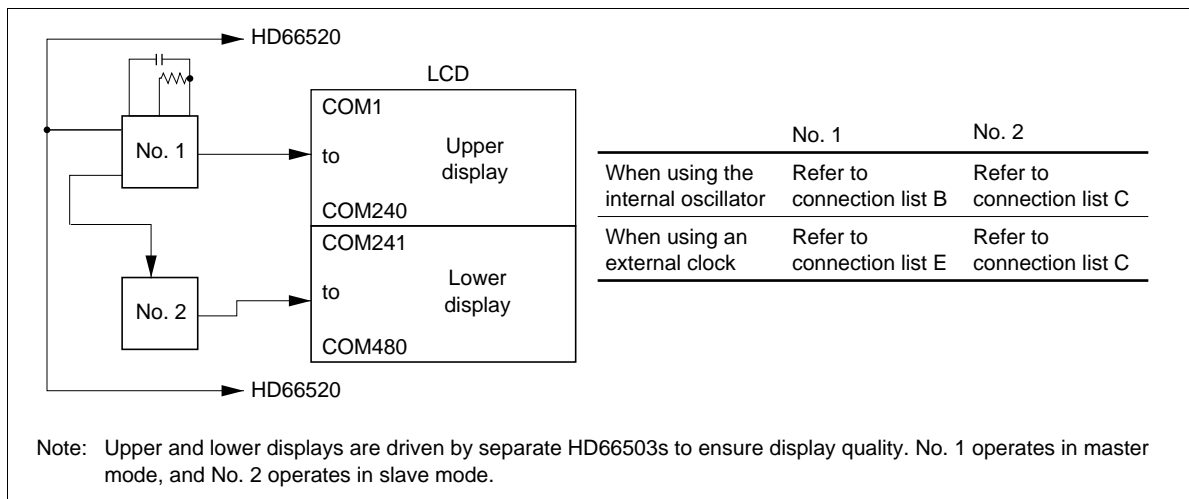 HD66520
LCD
No. 1
COM1
to
COM240
Upper
display
COM241
to
COM480
Lower
display
No. 2
HD66520
No. 1 No. 2
When using the Refer to Refer to
internal oscillator connection list B connection list C
When using an Refer to Refer to
external clock connection list E connection list C
Note: Upper and lower displays are driven by separate HD66503s to ensure display quality. No. 1 operates in master
mode, and No. 2 operates in slave mode.